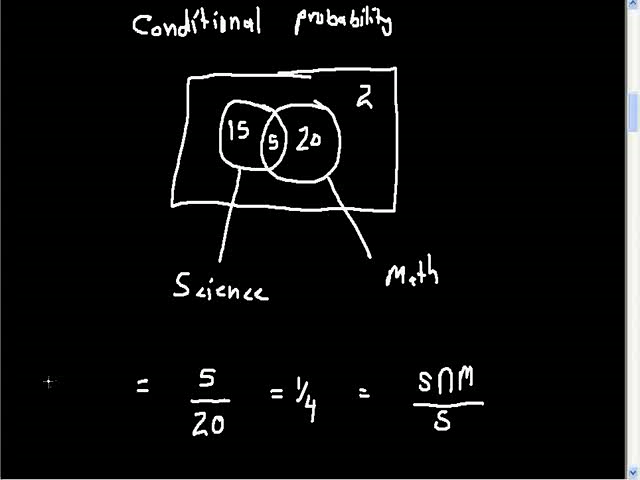 Conditional probability
2
15 5 20
Science
Math
= 5/20 = 1/4 = S∩M/S